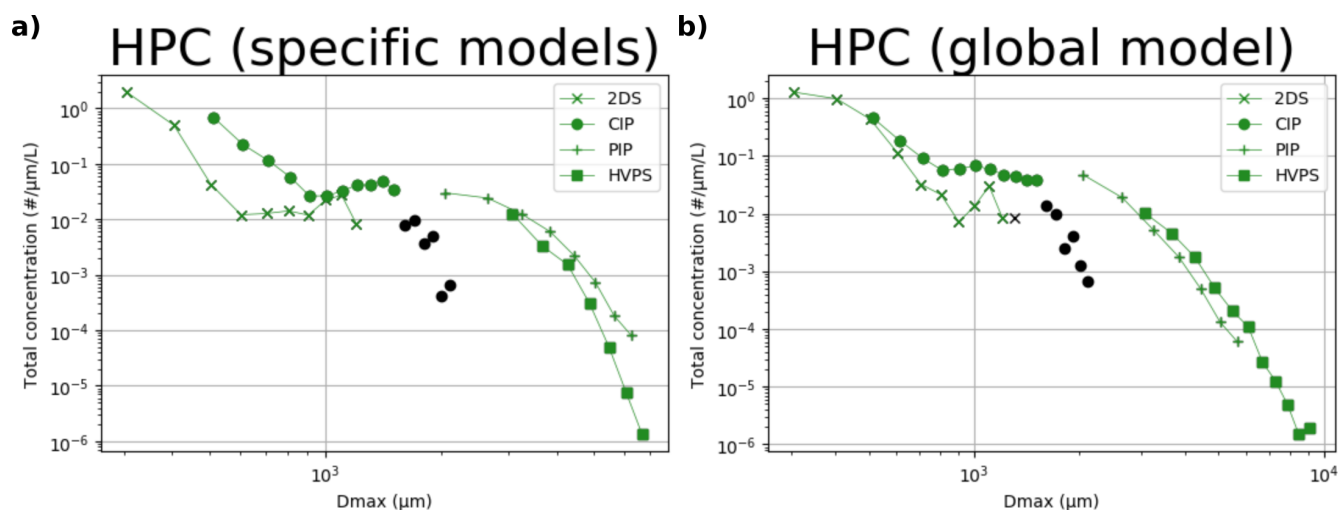 a)
HPC (specific models)
10⁰
10⁻¹
10⁻²
10⁻³
10⁻⁴
10⁻⁵
10⁻⁶
Total concentration (#/μm/L)
2DS
CIP
PIP
HVPS
10³
Dmax (μm)
b)
HPC (global model)
10⁰
10⁻¹
10⁻²
10⁻³
10⁻⁴
10⁻⁵
10⁻⁶
Total concentration (#/μm/L)
2DS
CIP
PIP
HVPS
10³
10⁴
Dmax (μm)